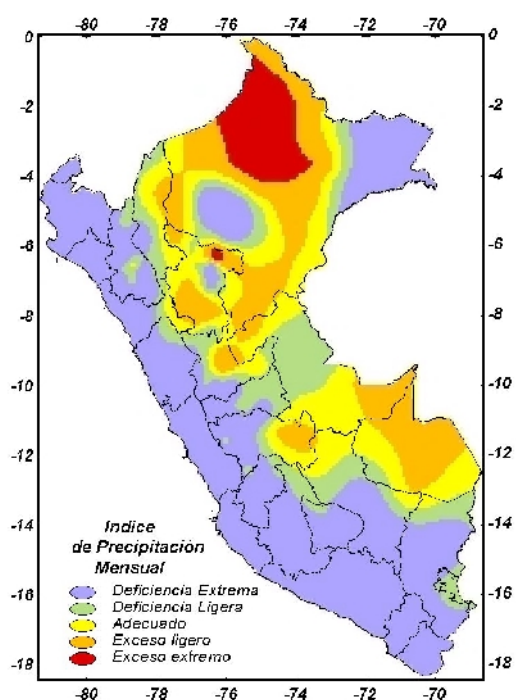 -80 -78 -76 -74 -72 -70
0 0
-2 -2
-4 -4
-6 -6
-8 -8
-10 -10
-12 -12
-14 -14
-16 -16
-18 -18
Indice
de Precipitación
Mensual
Deficiencia Extrema
Deficiencia Ligera
Adecuado
Exceso ligero
Exceso extremo
-80 -78 -76 -74 -72 -70